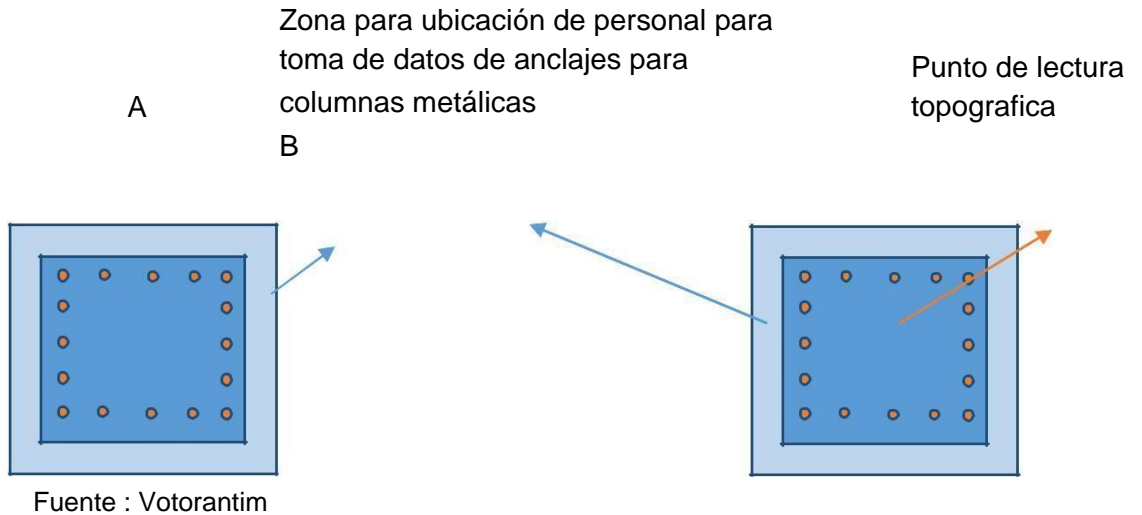 Zona para ubicación de personal para
toma de datos de anclajes para
columnas metálicas
A
B
Punto de lectura
topografica
Fuente : Votorantim